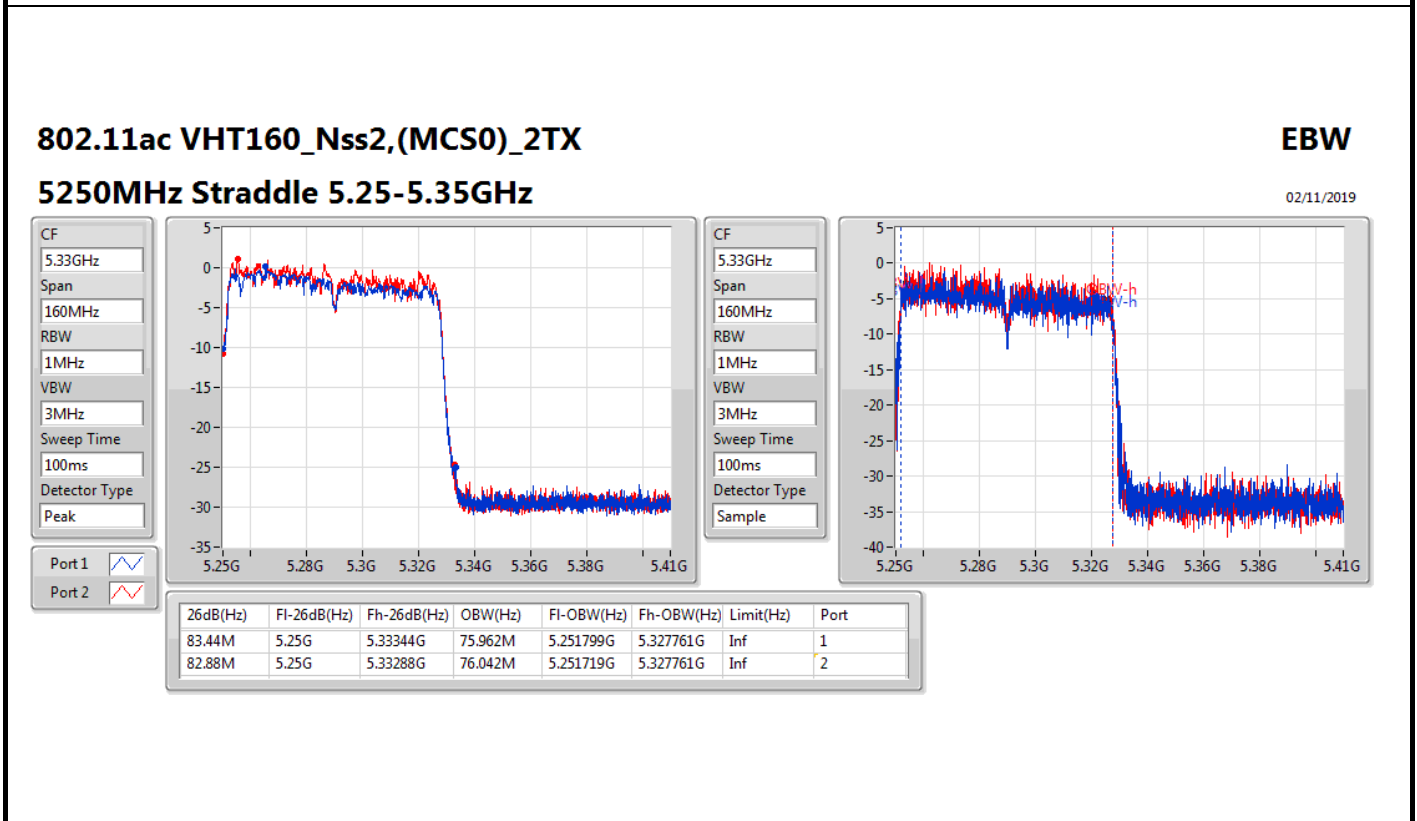 802.11ac VHT160_Nss2,(MCS0)_2TX
EBW
5250MHz Straddle 5.25-5.35GHz
02/11/2019
CF
5.33GHz
Span
160MHz
RBW
1MHz
VBW
3MHz
Sweep Time
100ms
Detector Type
Peak
Port 1
Port 2
5
0
-5
-10
-15
-20
-25
-30
-35
5.25G 5.28G 5.3G 5.32G 5.34G 5.36G 5.38G 5.41G
CF
5.33GHz
Span
160MHz
RBW
1MHz
VBW
3MHz
Sweep Time
100ms
Detector Type
Sample
5
0
-5
-10
-15
-20
-25
-30
-35
-40
5.25G 5.28G 5.3G 5.32G 5.34G 5.36G 5.38G 5.41G
26dB(Hz) Fl-26dB(Hz) Fh-26dB(Hz) OBW(Hz) Fl-OBW(Hz) Fh-OBW(Hz) Limit(Hz) Port
83.44M 5.25G 5.33344G 75.962M 5.251799G 5.327761G Inf 1
82.88M 5.25G 5.33288G 76.042M 5.251719G 5.327761G Inf 2